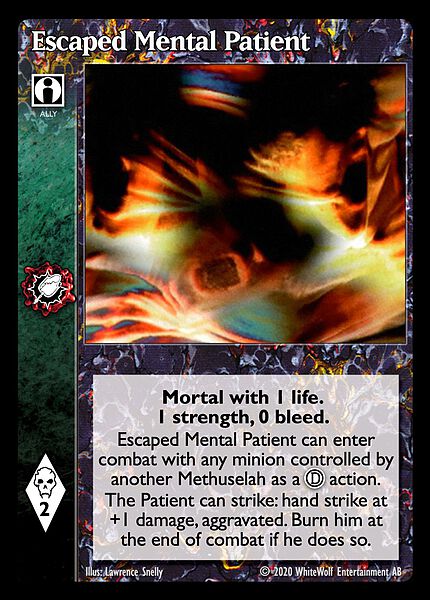 Escaped Mental Patient
ALLY
Mortal with 1 life.
1 strength, 0 bleed.
Escaped Mental Patient can enter
combat with any minion controlled by
another Methuselah as a Ⓓ action.
The Patient can strike: hand strike at
+1 damage, aggravated. Burn him at
the end of combat if he does so.
2
Illus: Lawrence Snelly
© 2020 WhiteWolf Entertainment AB